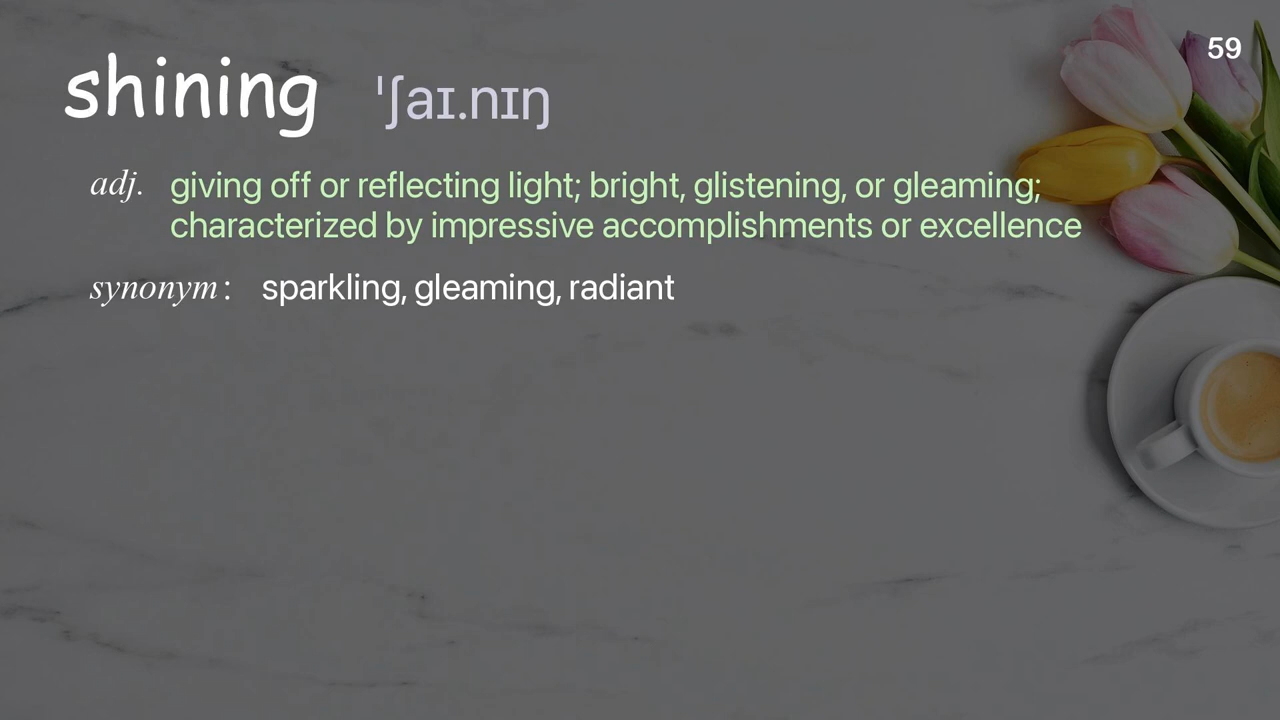 59
shining ˈʃaɪ.nɪŋ
adj. giving off or reflecting light; bright, glistening, or gleaming;
characterized by impressive accomplishments or excellence
synonym : sparkling, gleaming, radiant